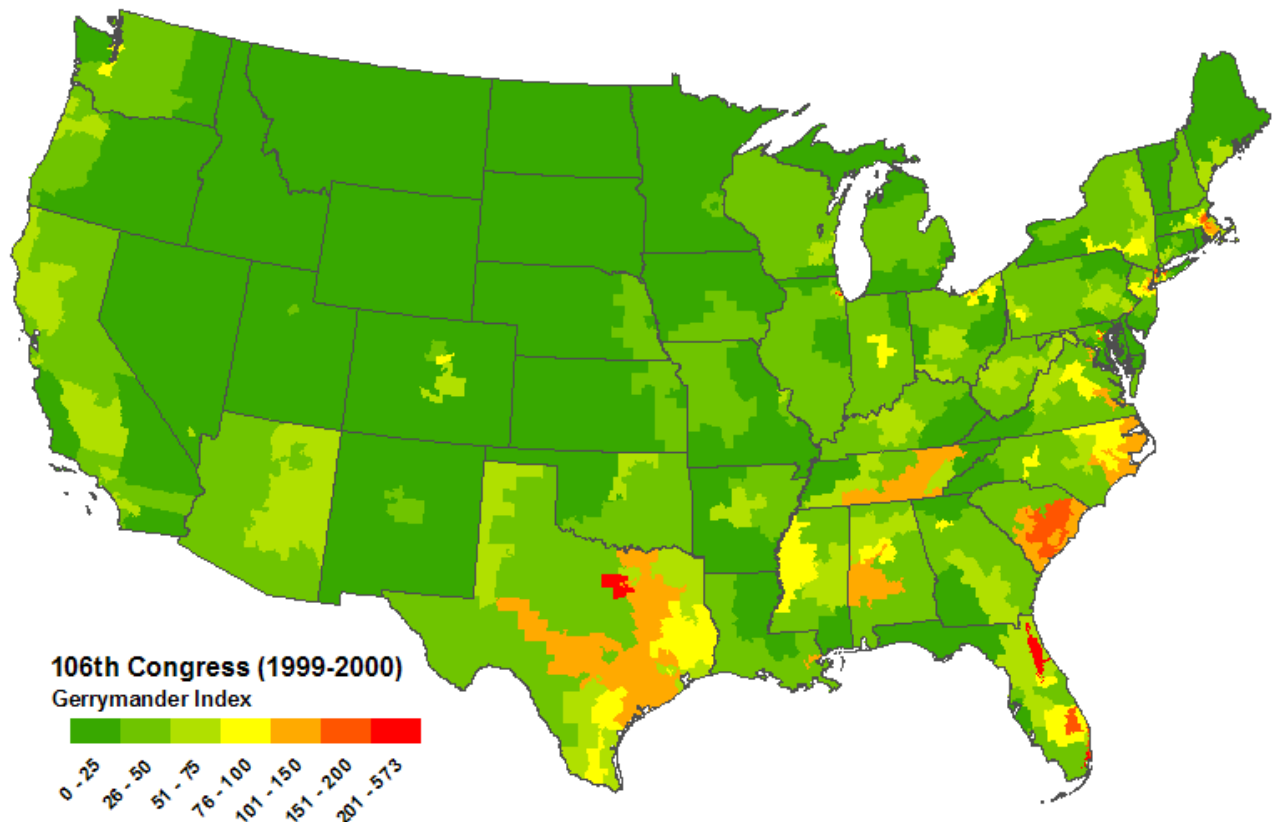 106th Congress (1999-2000)
Gerrymander Index
0 - 25
26 - 50
51 - 75
76 - 100
101 - 150
151 - 200
201 - 573